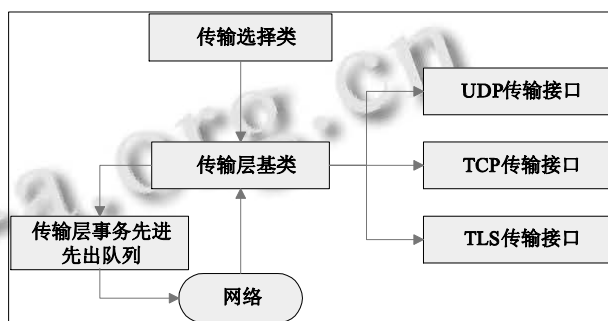 传输选择类
UDP传输接口
传输层基类
TCP传输接口
传输层事务先进
先出队列
TLS传输接口
网络
.a.org.cn